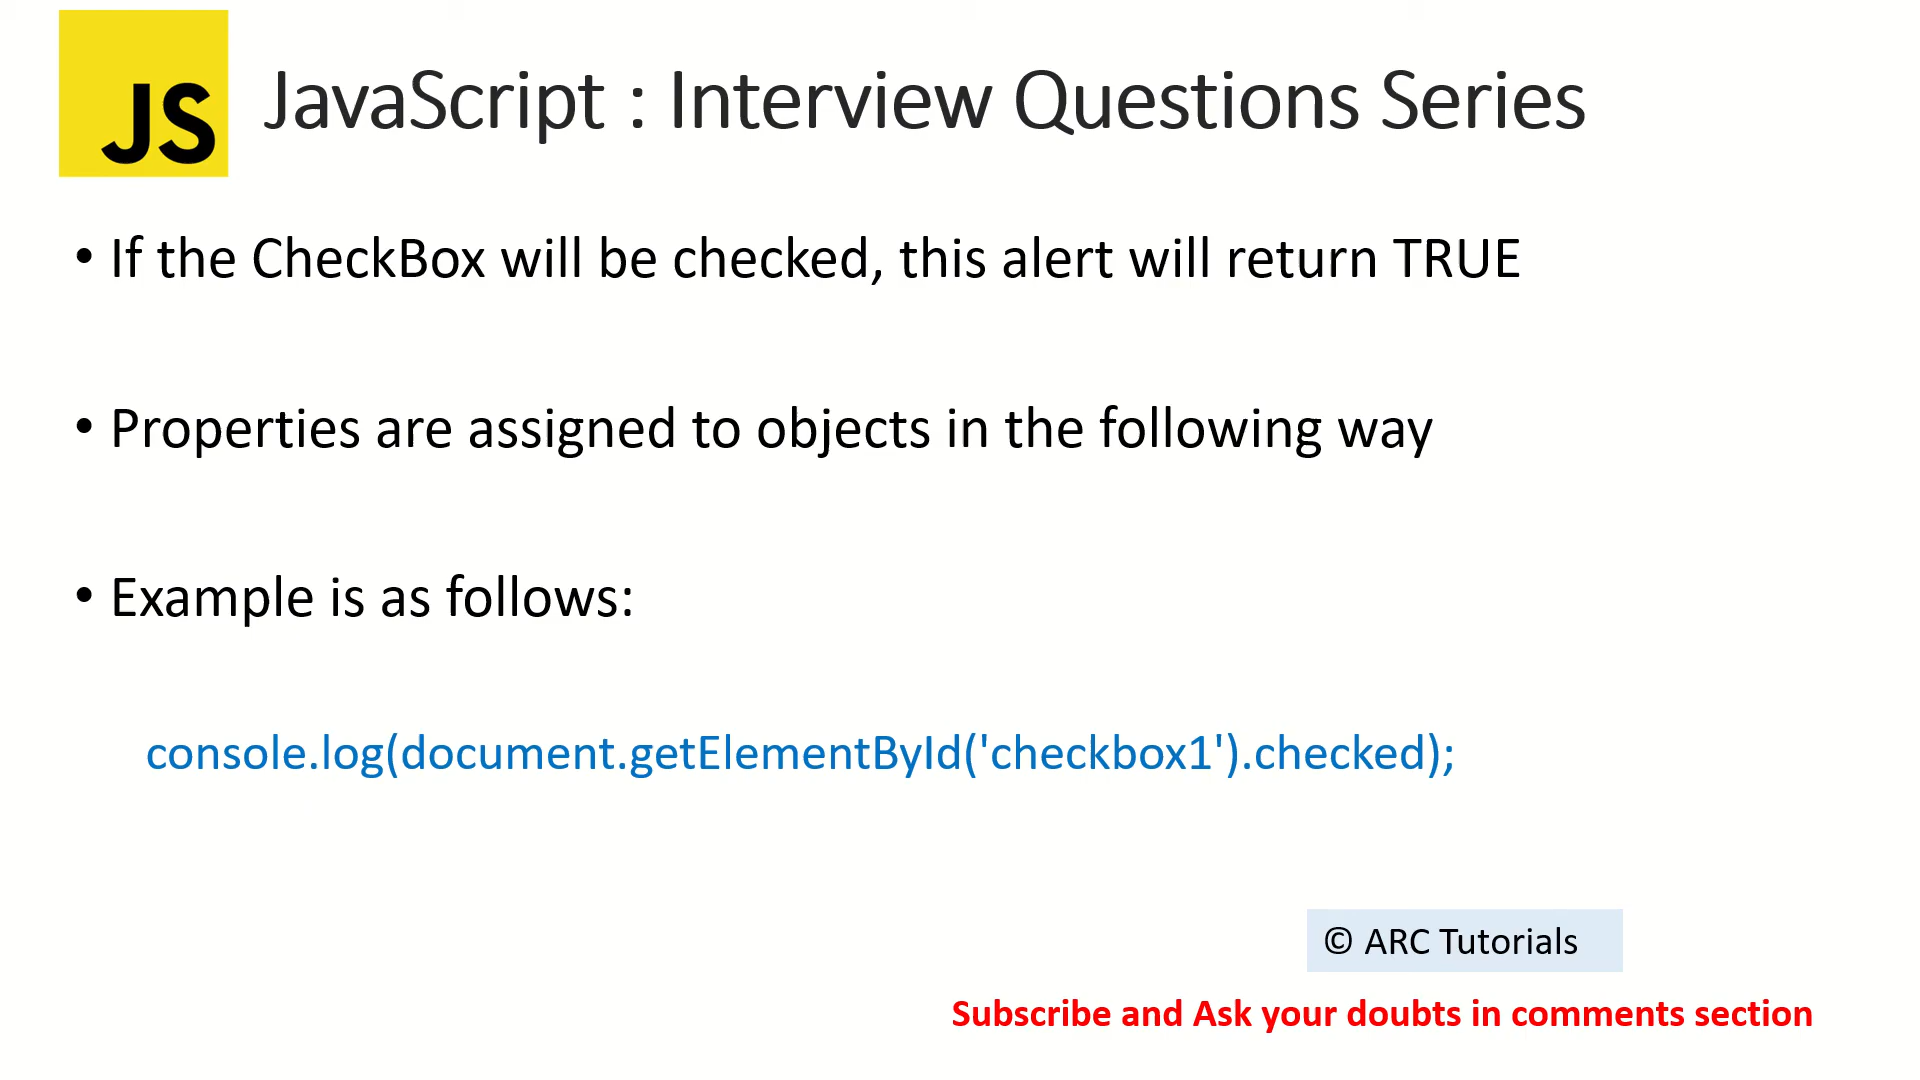 JS
JavaScript : Interview Questions Series
• If the CheckBox will be checked, this alert will return TRUE
• Properties are assigned to objects in the following way
• Example is as follows:
console.log(document.getElementById('checkbox1').checked);
© ARC Tutorials
Subscribe and Ask your doubts in comments section